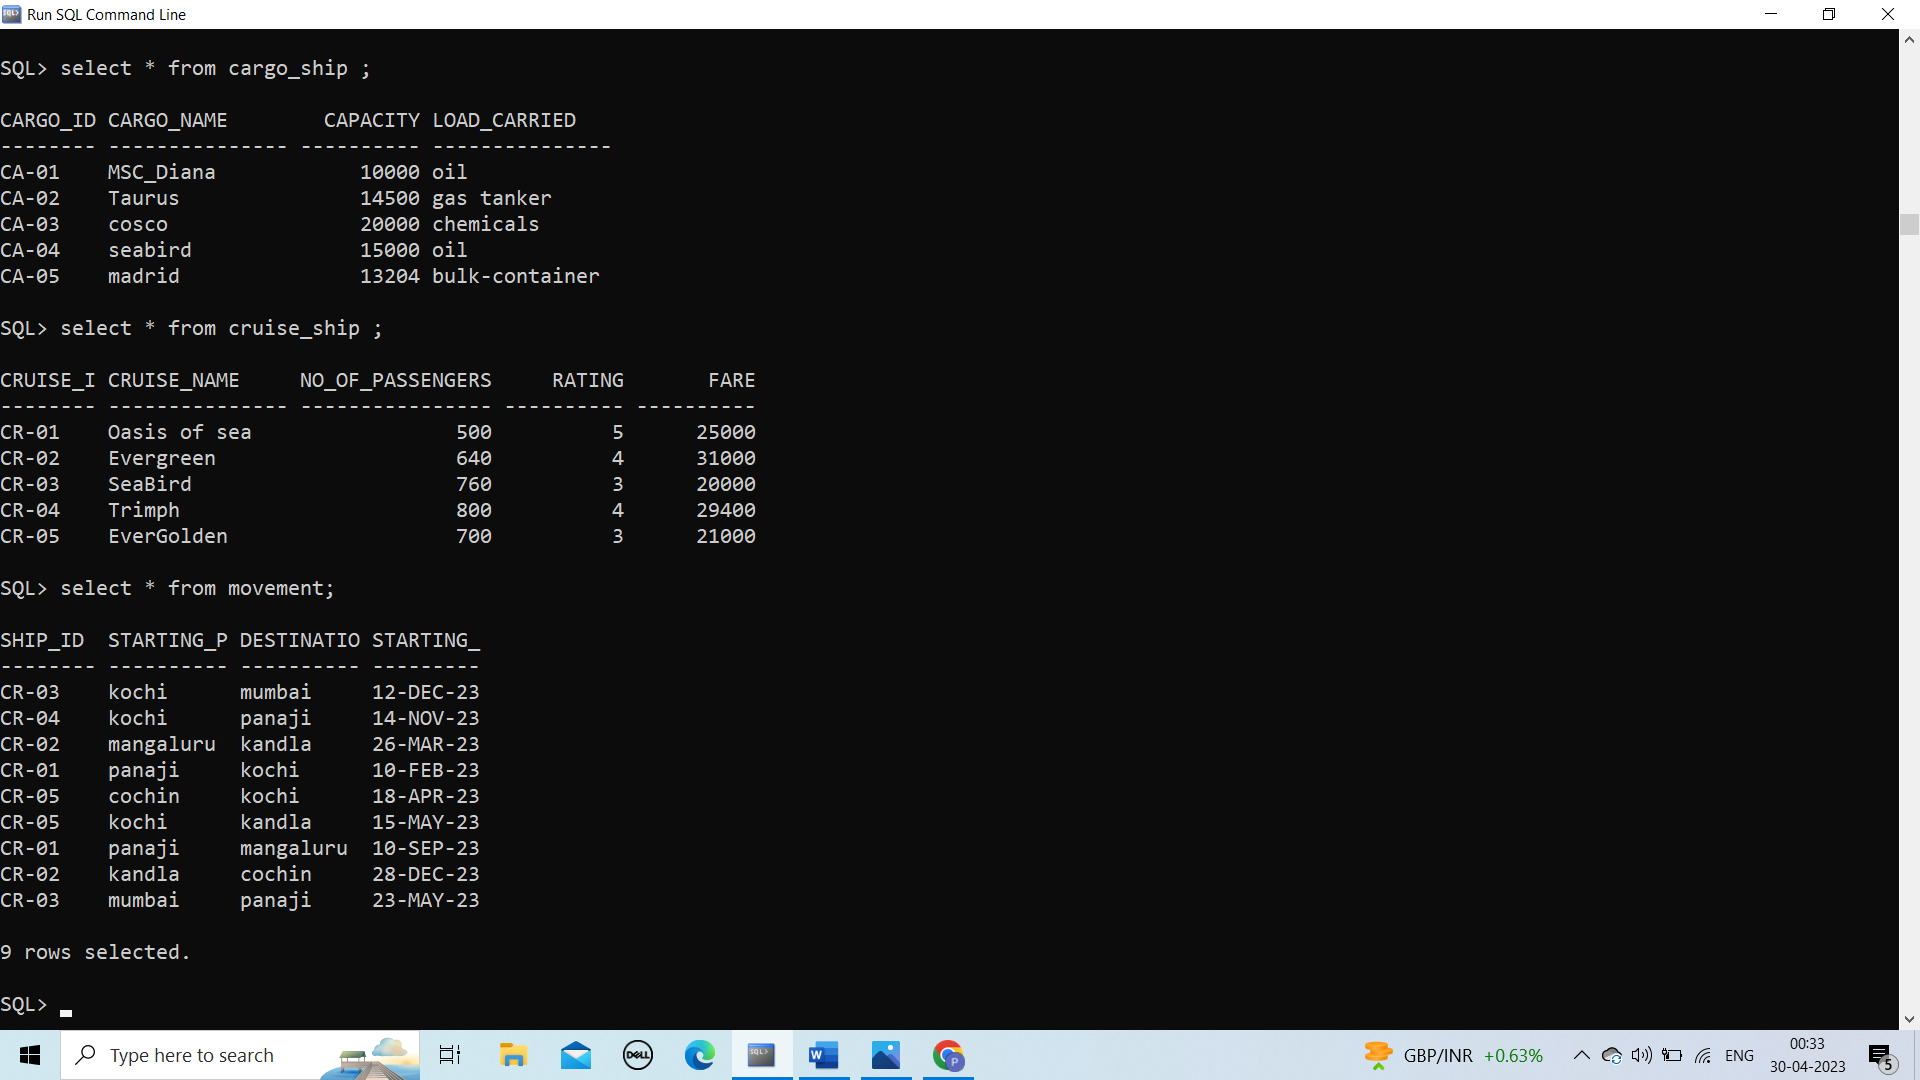 Run SQL Command Line
SQL> select * from cargo_ship ;
CARGO_ID CARGO_NAME        CAPACITY LOAD_CARRIED
-------- --------------- ---------- ---------------
CA-01    MSC_Diana            10000 oil
CA-02    Taurus               14500 gas tanker
CA-03    cosco                20000 chemicals
CA-04    seabird              15000 oil
CA-05    madrid               13204 bulk-container
SQL> select * from cruise_ship ;
CRUISE_I CRUISE_NAME     NO_OF_PASSENGERS     RATING       FARE
-------- --------------- ---------------- ---------- ----------
CR-01    Oasis of sea                 500          5      25000
CR-02    Evergreen                    640          4      31000
CR-03    SeaBird                      760          3      20000
CR-04    Trimph                       800          4      29400
CR-05    EverGolden                   700          3      21000
SQL> select * from movement;
SHIP_ID  STARTING_P DESTINATIO STARTING_
-------- ---------- ---------- ---------
CR-03    kochi      mumbai     12-DEC-23
CR-04    kochi      panaji     14-NOV-23
CR-02    mangaluru  kandla     26-MAR-23
CR-01    panaji     kochi      10-FEB-23
CR-05    cochin     kochi      18-APR-23
CR-05    kochi      kandla     15-MAY-23
CR-01    panaji     mangaluru  10-SEP-23
CR-02    kandla     cochin     28-DEC-23
CR-03    mumbai     panaji     23-MAY-23
9 rows selected.
SQL>
Type here to search
DELL
SQL>
W
P
GBP/INR +0.63%
ENG
00:33
30-04-2023
5